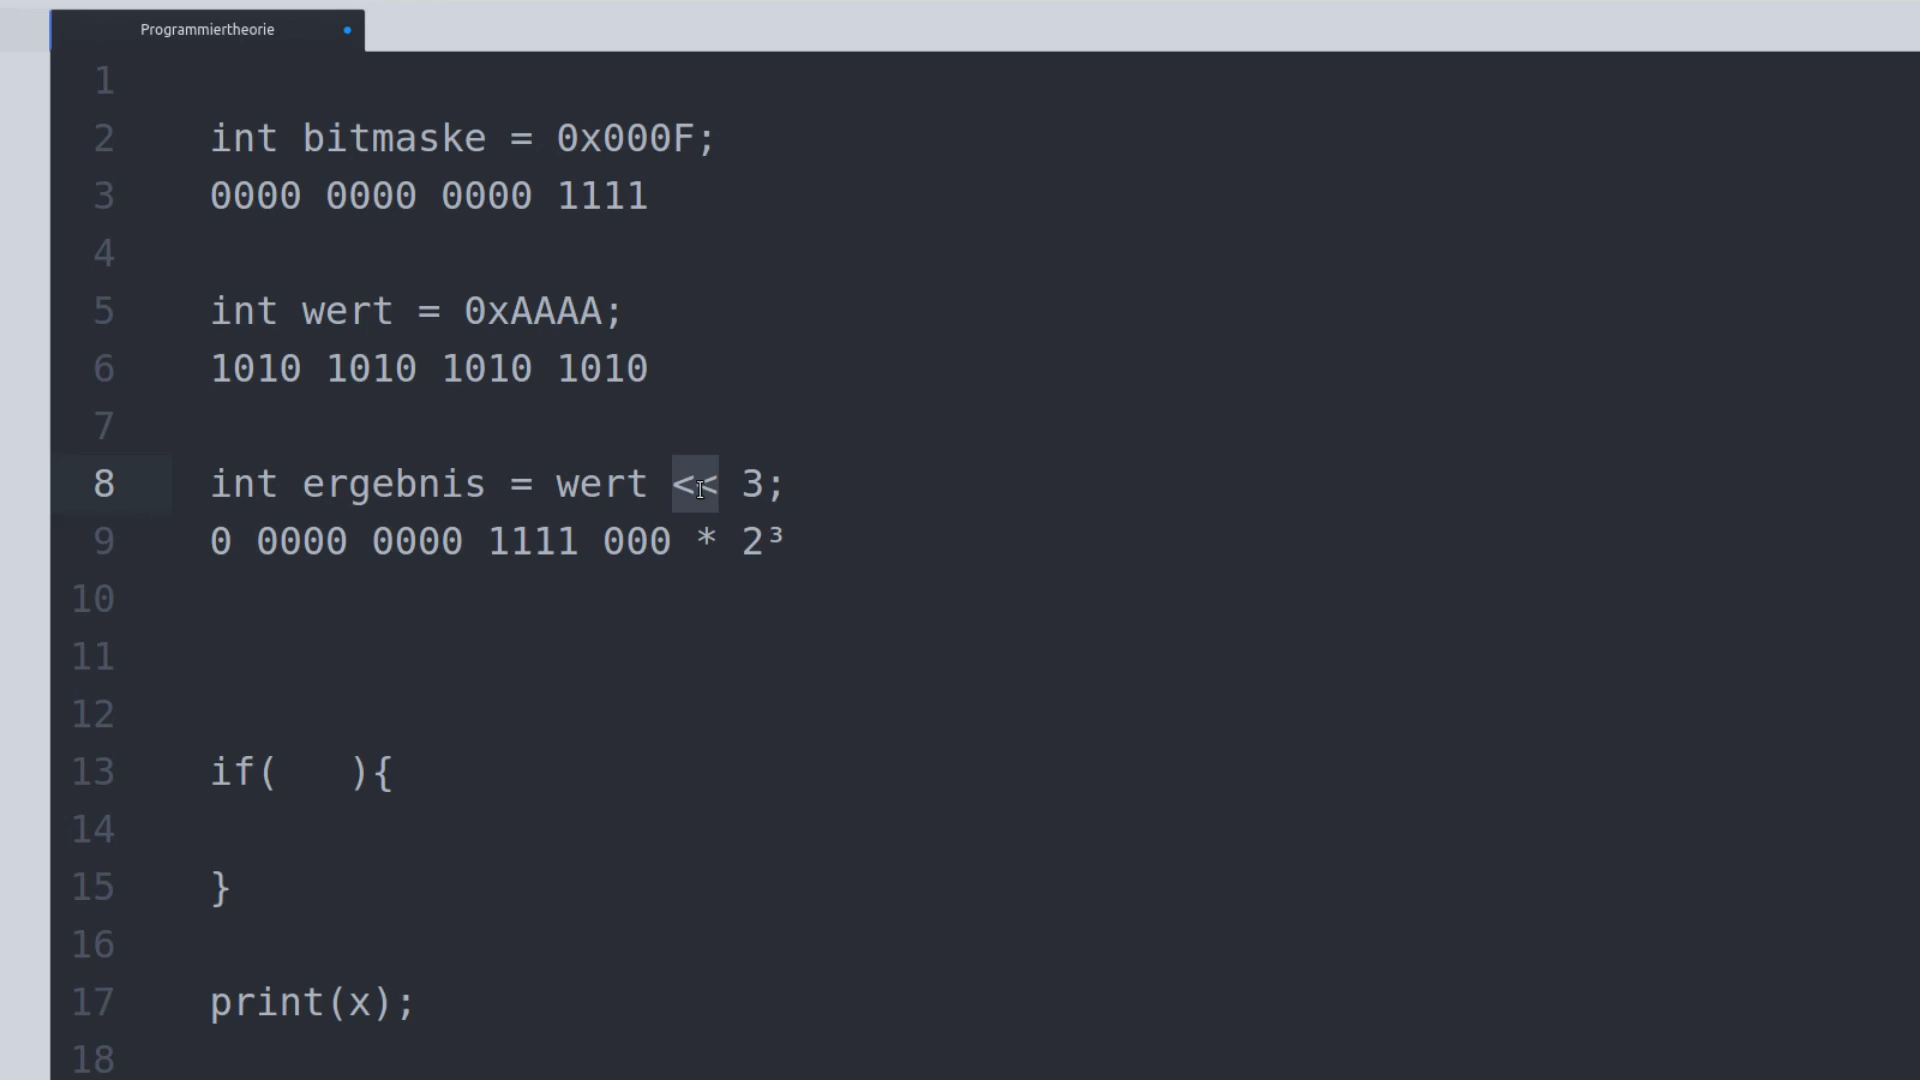 Programmiertheorie
1
2 int bitmaske = 0x000F;
3 0000 0000 0000 1111
4
5 int wert = 0xAAAA;
6 1010 1010 1010 1010
7
8 int ergebnis = wert << 3;
9 0 0000 0000 1111 000 * 2³
10
11
12
13 if(   ){
14
15 }
16
17 print(x);
18